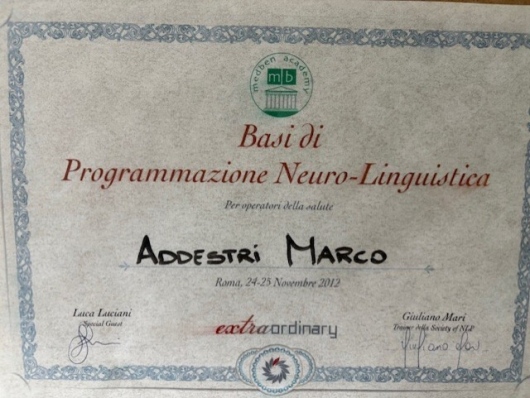 medben academy
m b
Basi di
Programmazione Neuro-Linguistica
Per operatori della salute
ADDESTRI MARCO
Roma, 24-25 Novembre 2012
Luca Luciani
Special Guest
extraordinary
Giuliano Mari
Trainer della Society of NLP